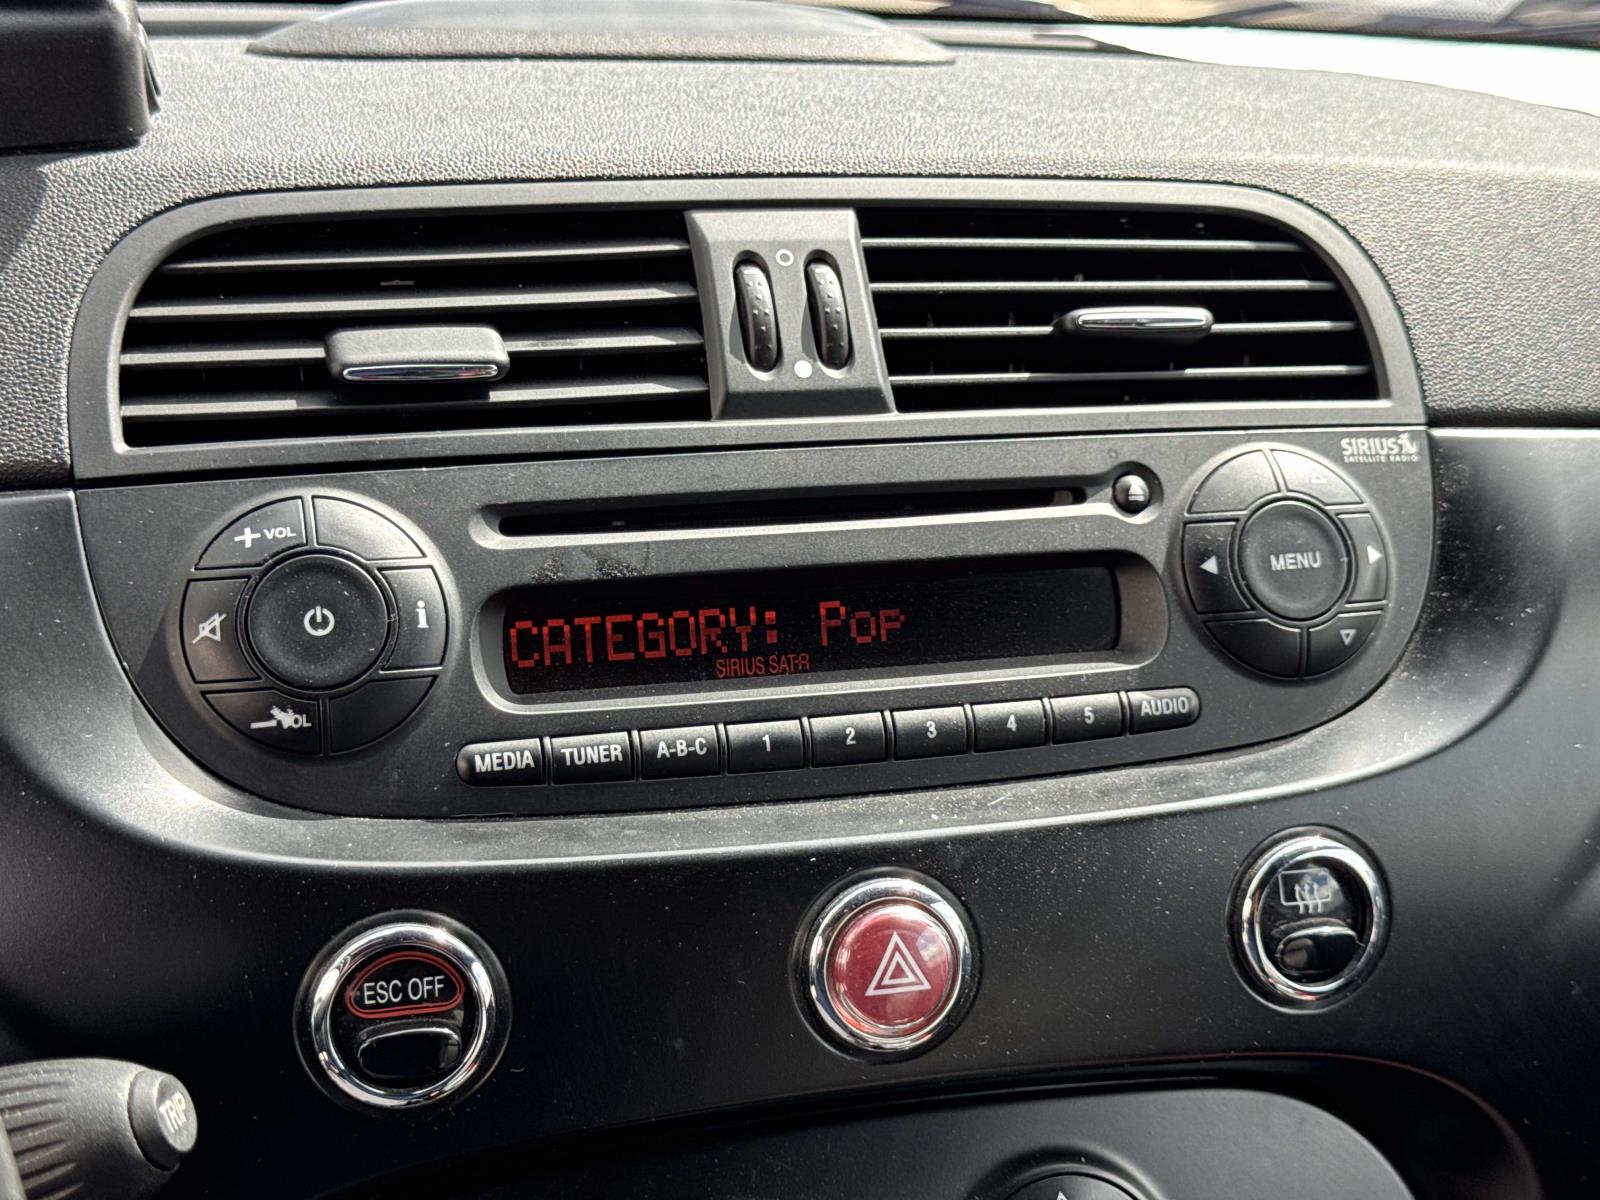 SIRIUS
SATELLITE RADIO
+ VOL
MENU
i
CATEGORY: Pop
SIRIUS SAT-R
VOL
MEDIA TUNER A-B-C 1 2 3 4 5 AUDIO
ESC OFF
TRIP